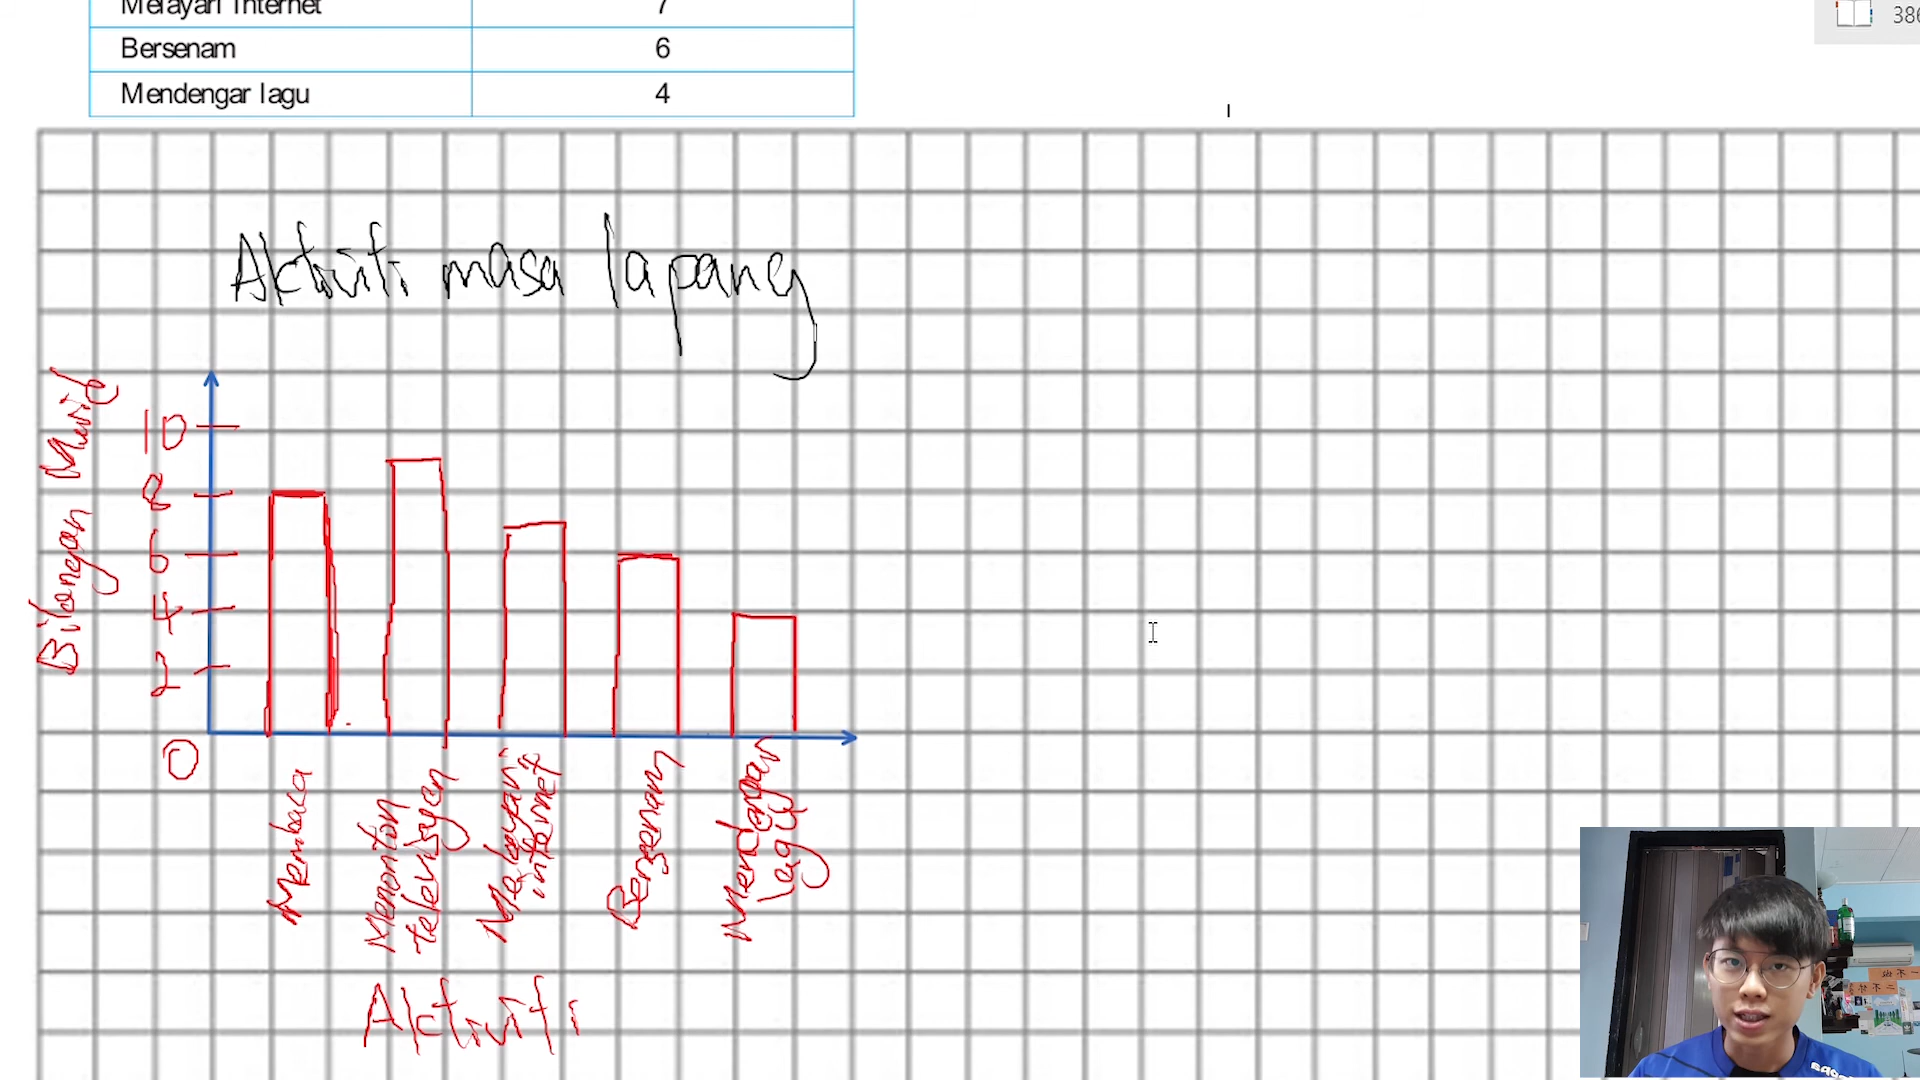 Melayari Internet 7
386
Bersenam 6
Mendengar lagu 4
Aktiviti masa lapang
Bilangan Murid
10
8
6
4
2
0
Membaca
Menonton
televisyen
Melayari
internet
Bersenam
Mendengar
lagu
Aktiviti